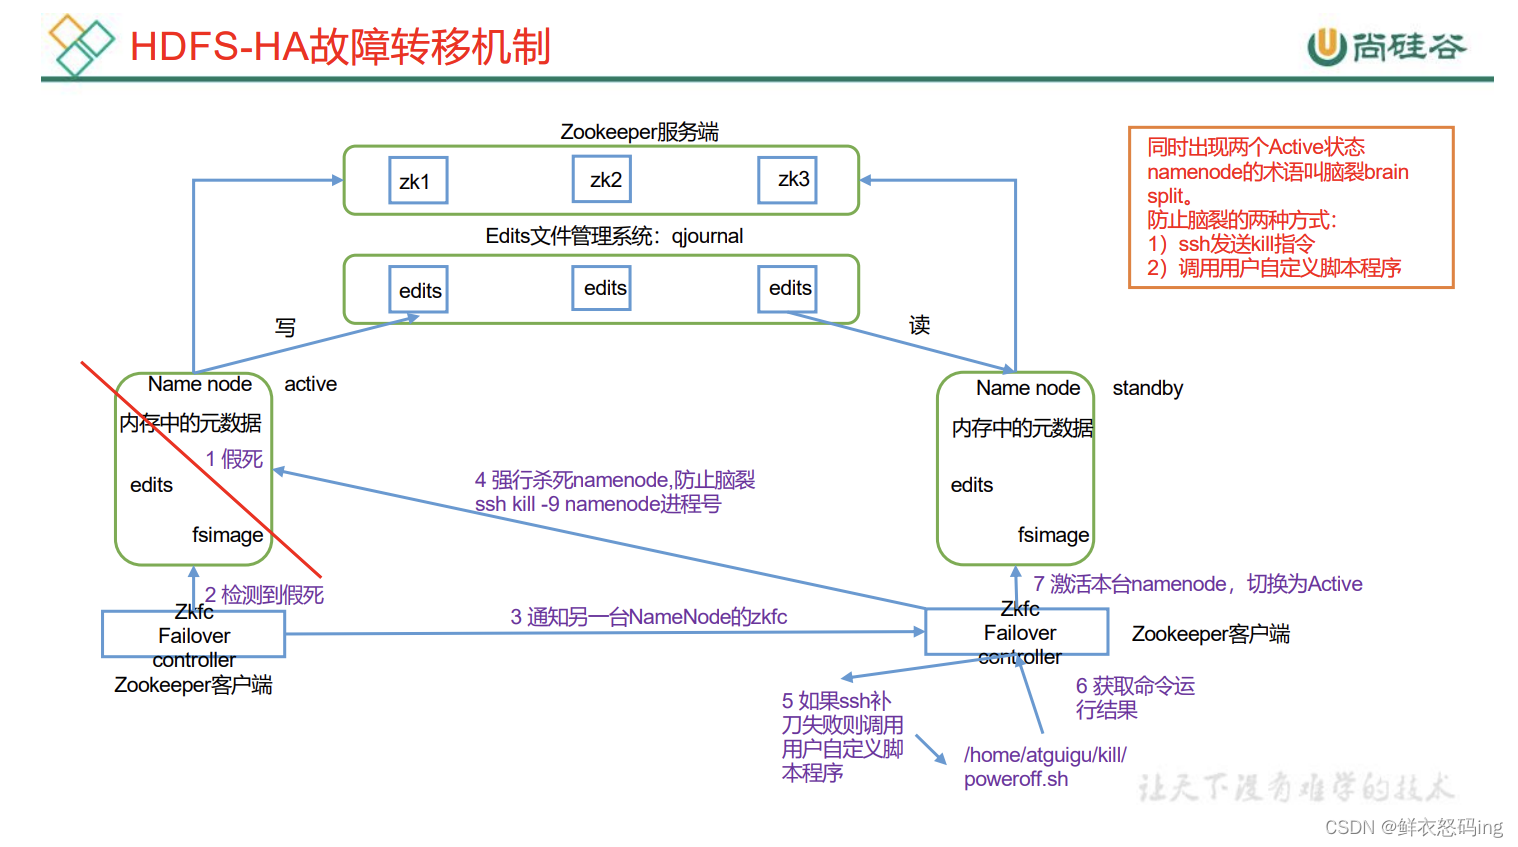 HDFS-HA故障转移机制
尚硅谷
Zookeeper服务端
zk1
zk2
zk3
Edits文件管理系统：qjournal
edits
edits
edits
同时出现两个Active状态
namenode的术语叫脑裂brain
split。
防止脑裂的两种方式：
1）ssh发送kill指令
2）调用用户自定义脚本程序
写
读
Name node
active
内存中的元数据
1 假死
edits
fsimage
Name node
standby
内存中的元数据
edits
fsimage
4 强行杀死namenode,防止脑裂
ssh kill -9 namenode进程号
2 检测到假死
Zkfc
Failover
controller
Zookeeper客户端
3 通知另一台NameNode的zkfc
7 激活本台namenode，切换为Active
Zkfc
Failover
controller
Zookeeper客户端
5 如果ssh补
刀失败则调用
用户自定义脚
本程序
6 获取命令运
行结果
/home/atguigu/kill/
poweroff.sh
让天下没有难学的技术
CSDN @鲜衣怒码ing